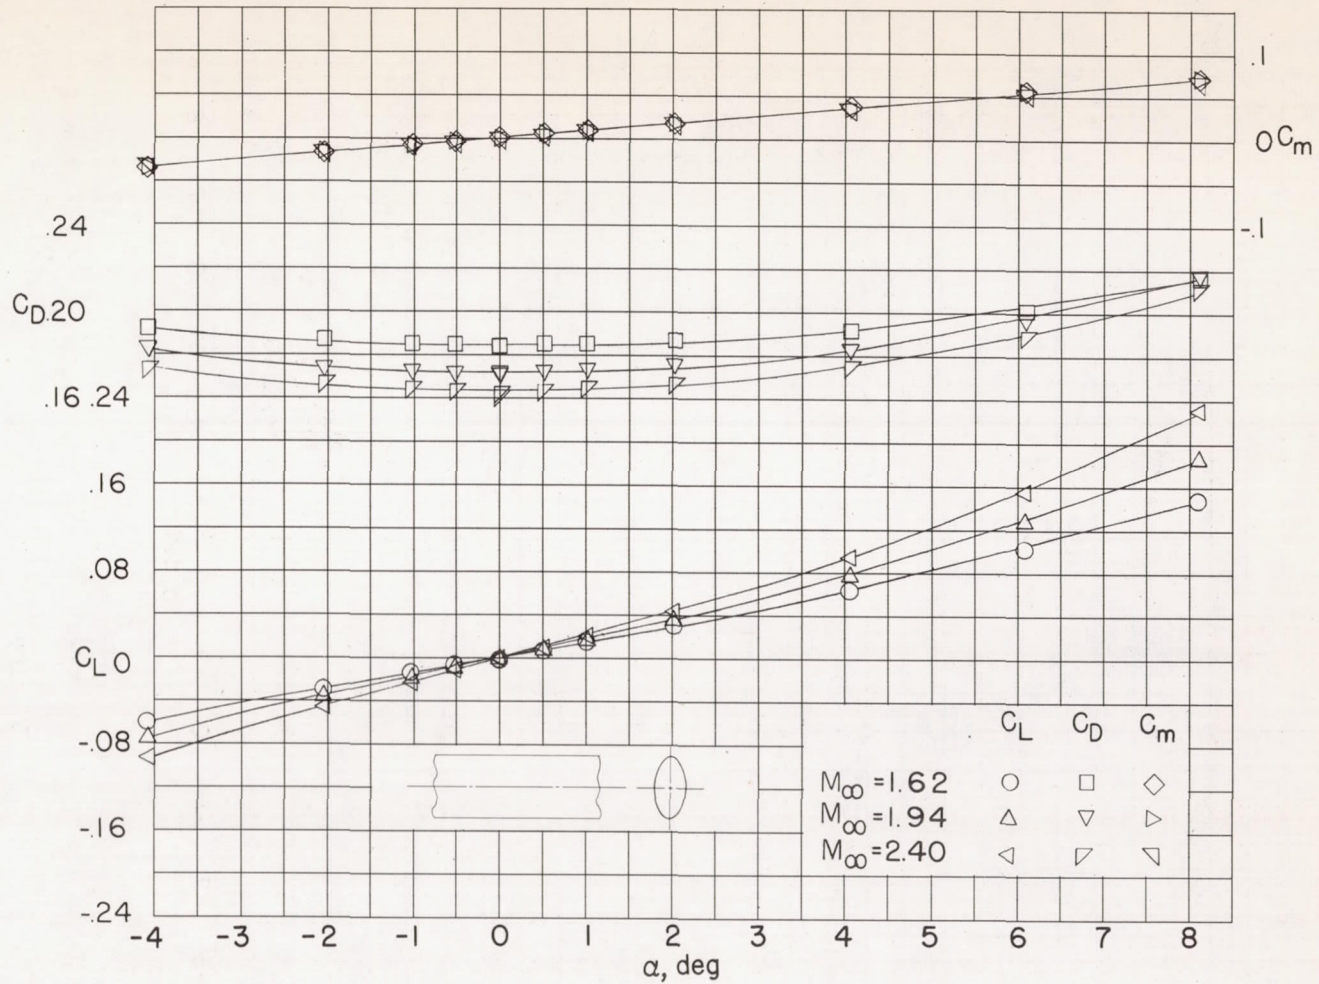 .1
0 Cm
.24
-.1
CD .20
.16 .24
.16
.08
CL 0
-.08
CL CD Cm
M∞ = 1.62
M∞ = 1.94
-.16
M∞ = 2.40
-.24
-4 -3 -2 -1 0 1 2 3 4 5 6 7 8
α, deg